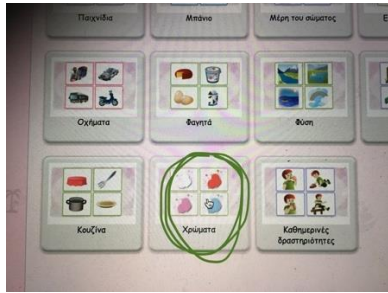 Παιχνίδια
Μπάνιο
Μέρη του σώματος
Οχήματα
Φαγητά
Φύση
Κουζίνα
Χρώματα
Καθημερινές
δραστηριότητες